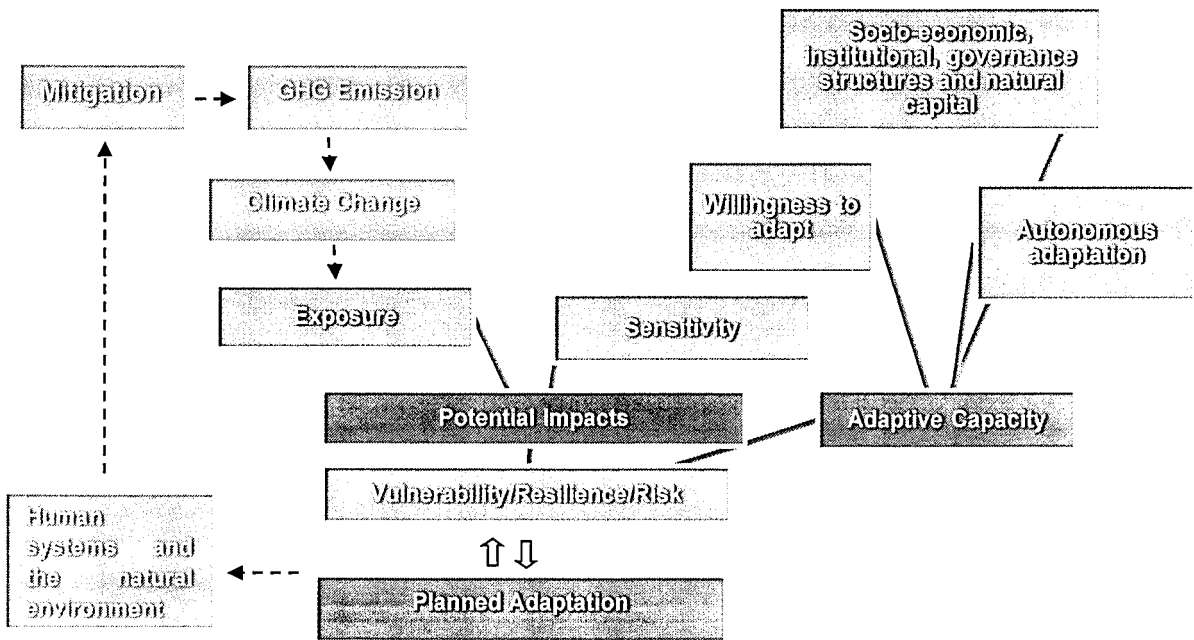 Socio-economic,
institutional, governance
structures and natural
capital
Mitigation
GHG Emission
Climate Change
Willingness to
adapt
Autonomous
adaptation
Exposure
Sensitivity
Potential Impacts
Adaptive Capacity
Vulnerability/Resilience/Risk
Human
systems and
the natural
environment
Planned Adaptation